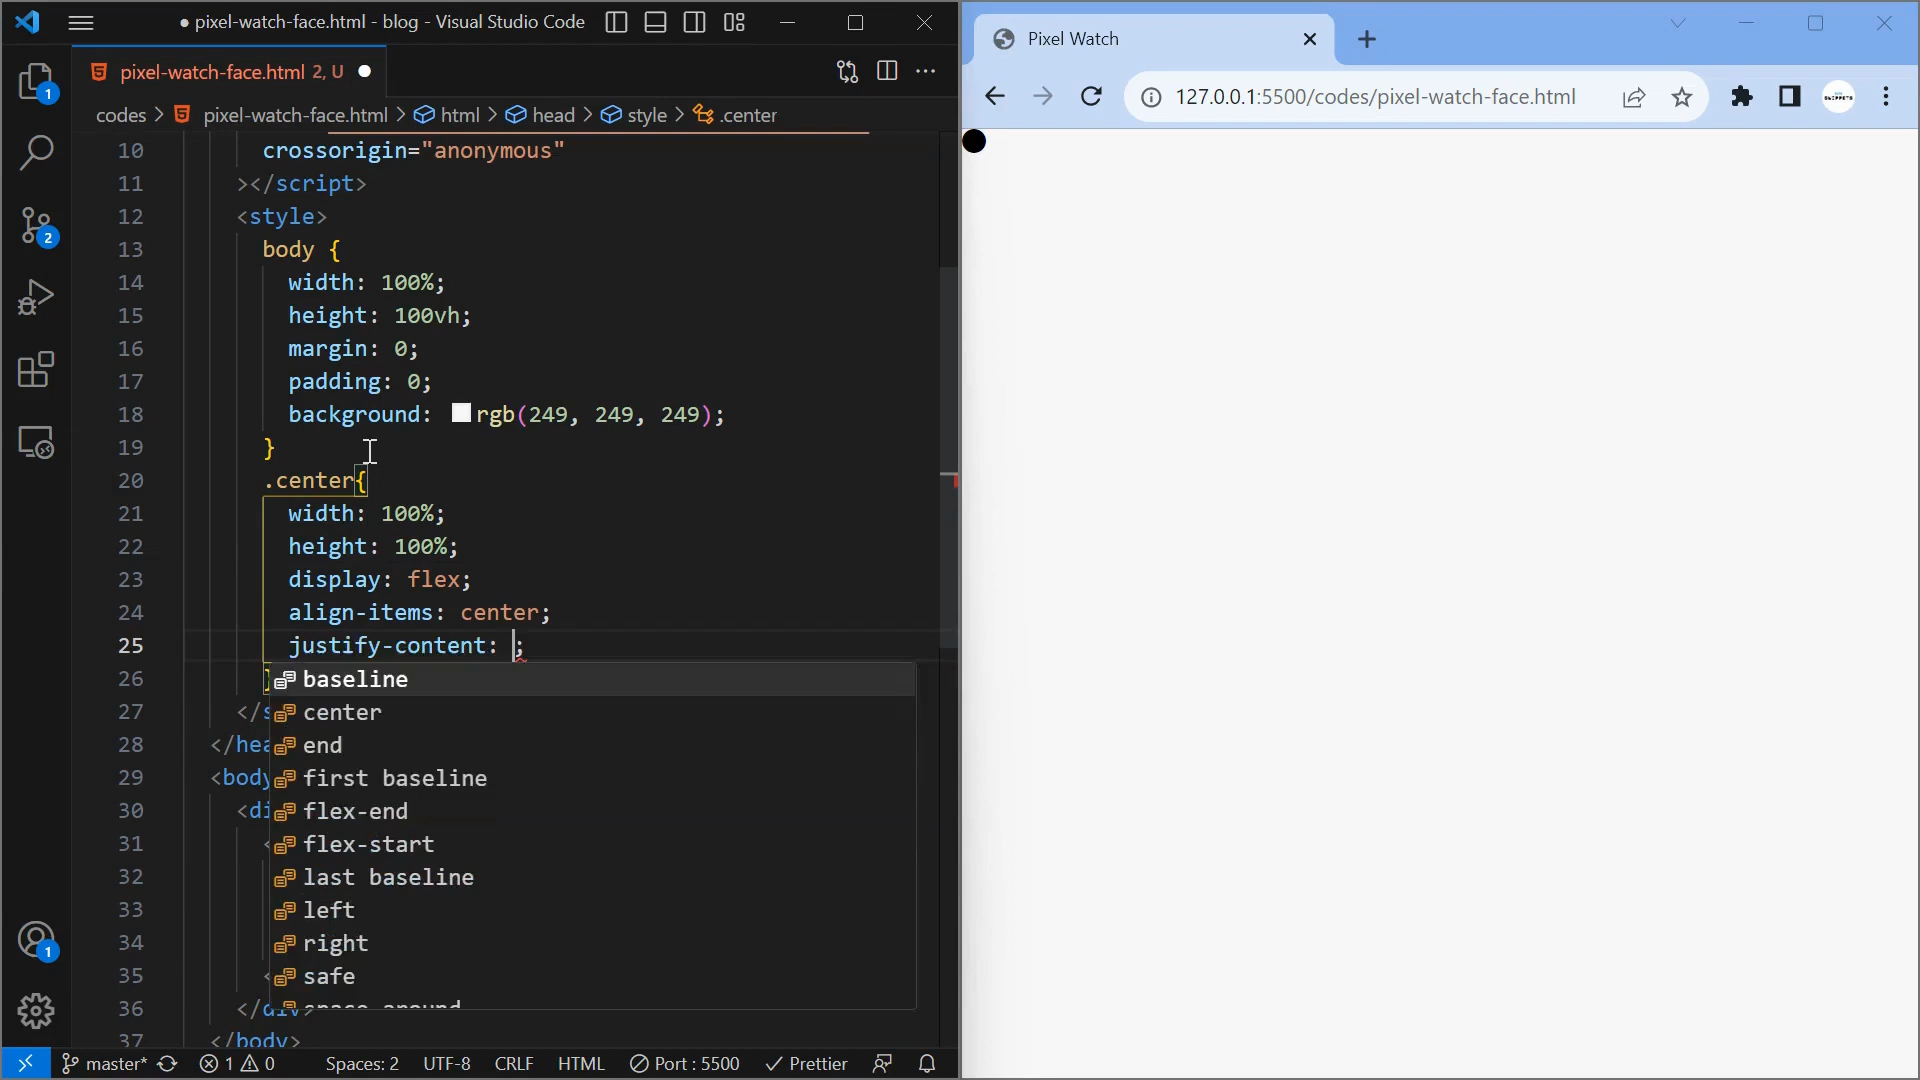 ● pixel-watch-face.html - blog - Visual Studio Code
pixel-watch-face.html 2, U ●
codes > pixel-watch-face.html > html > head > style > .center
10 crossorigin="anonymous"
11 ></script>
12 <style>
13 body {
14 width: 100%;
15 height: 100vh;
16 margin: 0;
17 padding: 0;
18 background: rgb(249, 249, 249);
19 }
20 .center{
21 width: 100%;
22 height: 100%;
23 display: flex;
24 align-items: center;
25 justify-content: ;
26 }
baseline
27 </s
center
28 </hea
end
29 <body
first baseline
30 <di
flex-end
31 <
flex-start
32
last baseline
33
left
34
right
35 <
safe
36 </div>
space-around
37 </body>
1
2
1
master*
1 0
Spaces: 2
UTF-8
CRLF
HTML
Port : 5500
Prettier
Pixel Watch
127.0.0.1:5500/codes/pixel-watch-face.html